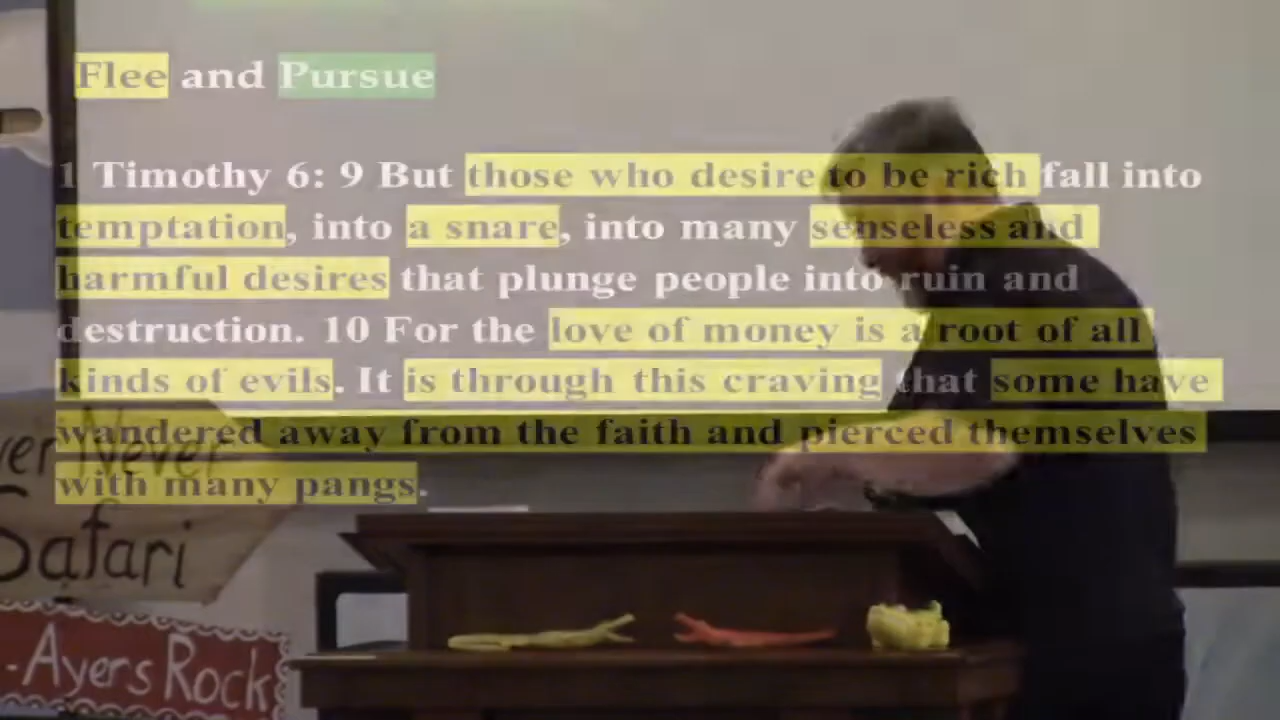 Flee and Pursue
1 Timothy 6: 9 But those who desire to be rich fall into
temptation, into a snare, into many senseless and
harmful desires that plunge people into ruin and
destruction. 10 For the love of money is a root of all
kinds of evils. It is through this craving that some have
wandered away from the faith and pierced themselves
with many pangs.
Never
Safari
-Ayers Rock